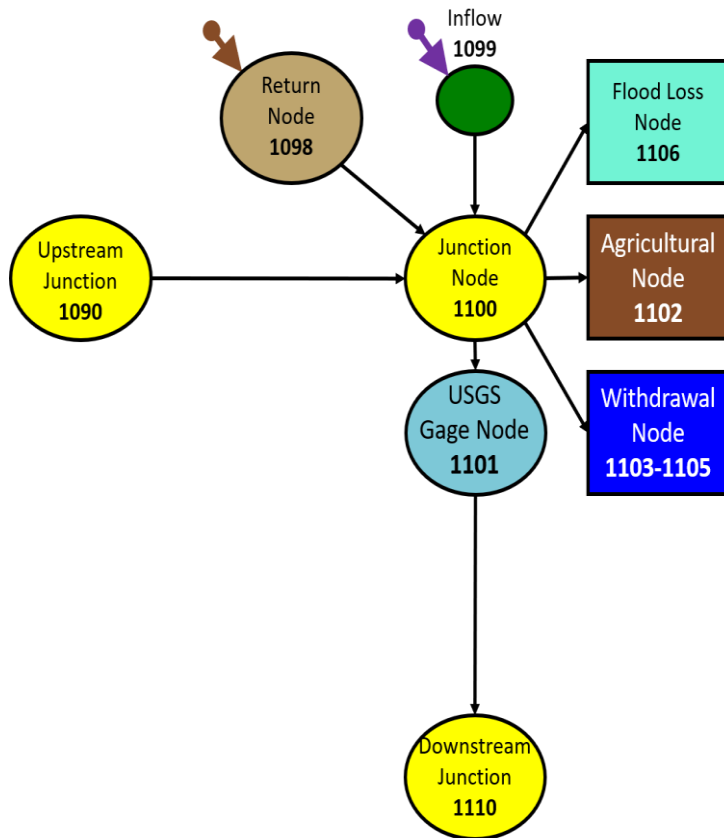 Inflow
1099
Return
Node
1098
Flood Loss
Node
1106
Upstream
Junction
1090
Junction
Node
1100
Agricultural
Node
1102
USGS
Gage Node
1101
Withdrawal
Node
1103-1105
Downstream
Junction
1110